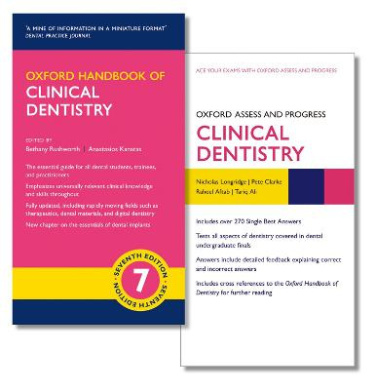 'A MINE OF INFORMATION IN A MINIATURE FORMAT'
DENTAL PRACTICE JOURNAL
OXFORD HANDBOOK OF
CLINICAL
DENTISTRY
EDITED BY
Bethany Rushworth | Anastasios Kanatas
The essential guide for all dental students, trainees,
and practitioners
Emphasizes universally relevant clinical knowledge
and skills throughout
Fully updated, including rapidly moving fields such as
therapeutics, dental materials, and digital dentistry
New chapter on the essentials of dental implants
SEVENTH EDITION
7
SEVENTH EDITION
ACE YOUR EXAMS WITH OXFORD ASSESS AND PROGRESS
OXFORD ASSESS AND PROGRESS
CLINICAL
DENTISTRY
Nicholas Longridge | Pete Clarke
Raheel Aftab | Tariq Ali
Includes over 270 Single Best Answers
Tests all aspects of dentistry covered in dental
undergraduate finals
Answers include detailed feedback explaining correct
and incorrect answers
Includes cross references to the Oxford Handbook of
Dentistry for further reading